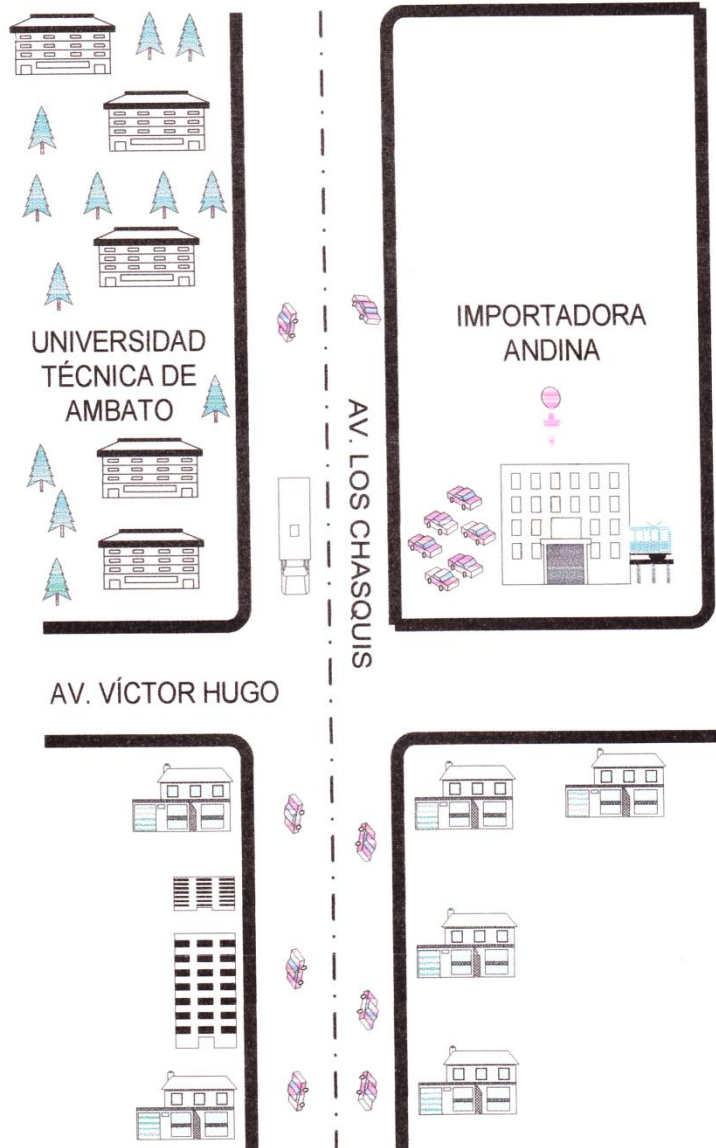 UNIVERSIDAD
TÉCNICA DE
AMBATO
IMPORTADORA
ANDINA
AV. LOS CHASQUIS
AV. VÍCTOR HUGO